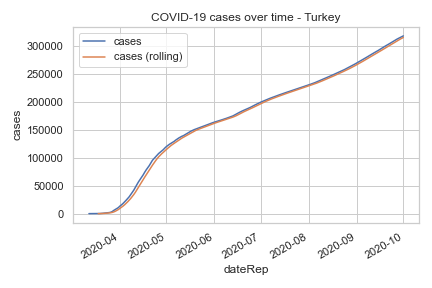 COVID-19 cases over time - Turkey
cases
cases (rolling)
300000
250000
200000
150000
100000
50000
0
cases
2020-04
2020-05
2020-06
2020-07
2020-08
2020-09
2020-10
dateRep